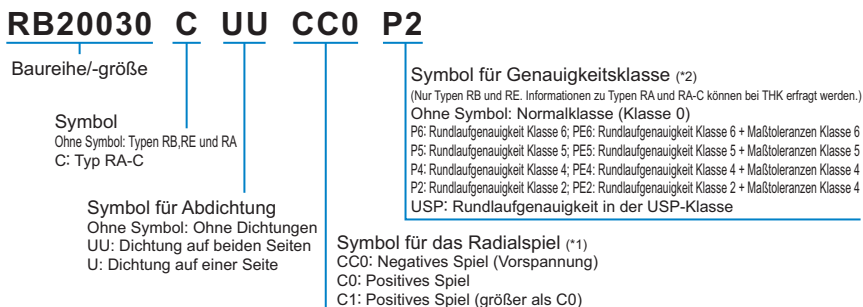 RB20030 C UU CC0 P2
Baureihe/-größe
Symbol
Ohne Symbol: Typen RB,RE und RA
C: Typ RA-C
Symbol für Abdichtung
Ohne Symbol: Ohne Dichtungen
UU: Dichtung auf beiden Seiten
U: Dichtung auf einer Seite
Symbol für das Radialspiel (*1)
CC0: Negatives Spiel (Vorspannung)
C0: Positives Spiel
C1: Positives Spiel (größer als C0)
Symbol für Genauigkeitsklasse (*2)
(Nur Typen RB und RE. Informationen zu Typen RA und RA-C können bei THK erfragt werden.)
Ohne Symbol: Normalklasse (Klasse 0)
P6: Rundlaufgenauigkeit Klasse 6; PE6: Rundlaufgenauigkeit Klasse 6 + Maßtoleranzen Klasse 6
P5: Rundlaufgenauigkeit Klasse 5; PE5: Rundlaufgenauigkeit Klasse 5 + Maßtoleranzen Klasse 5
P4: Rundlaufgenauigkeit Klasse 4; PE4: Rundlaufgenauigkeit Klasse 4 + Maßtoleranzen Klasse 4
P2: Rundlaufgenauigkeit Klasse 2; PE2: Rundlaufgenauigkeit Klasse 2 + Maßtoleranzen Klasse 4
USP: Rundlaufgenauigkeit in der USP-Klasse